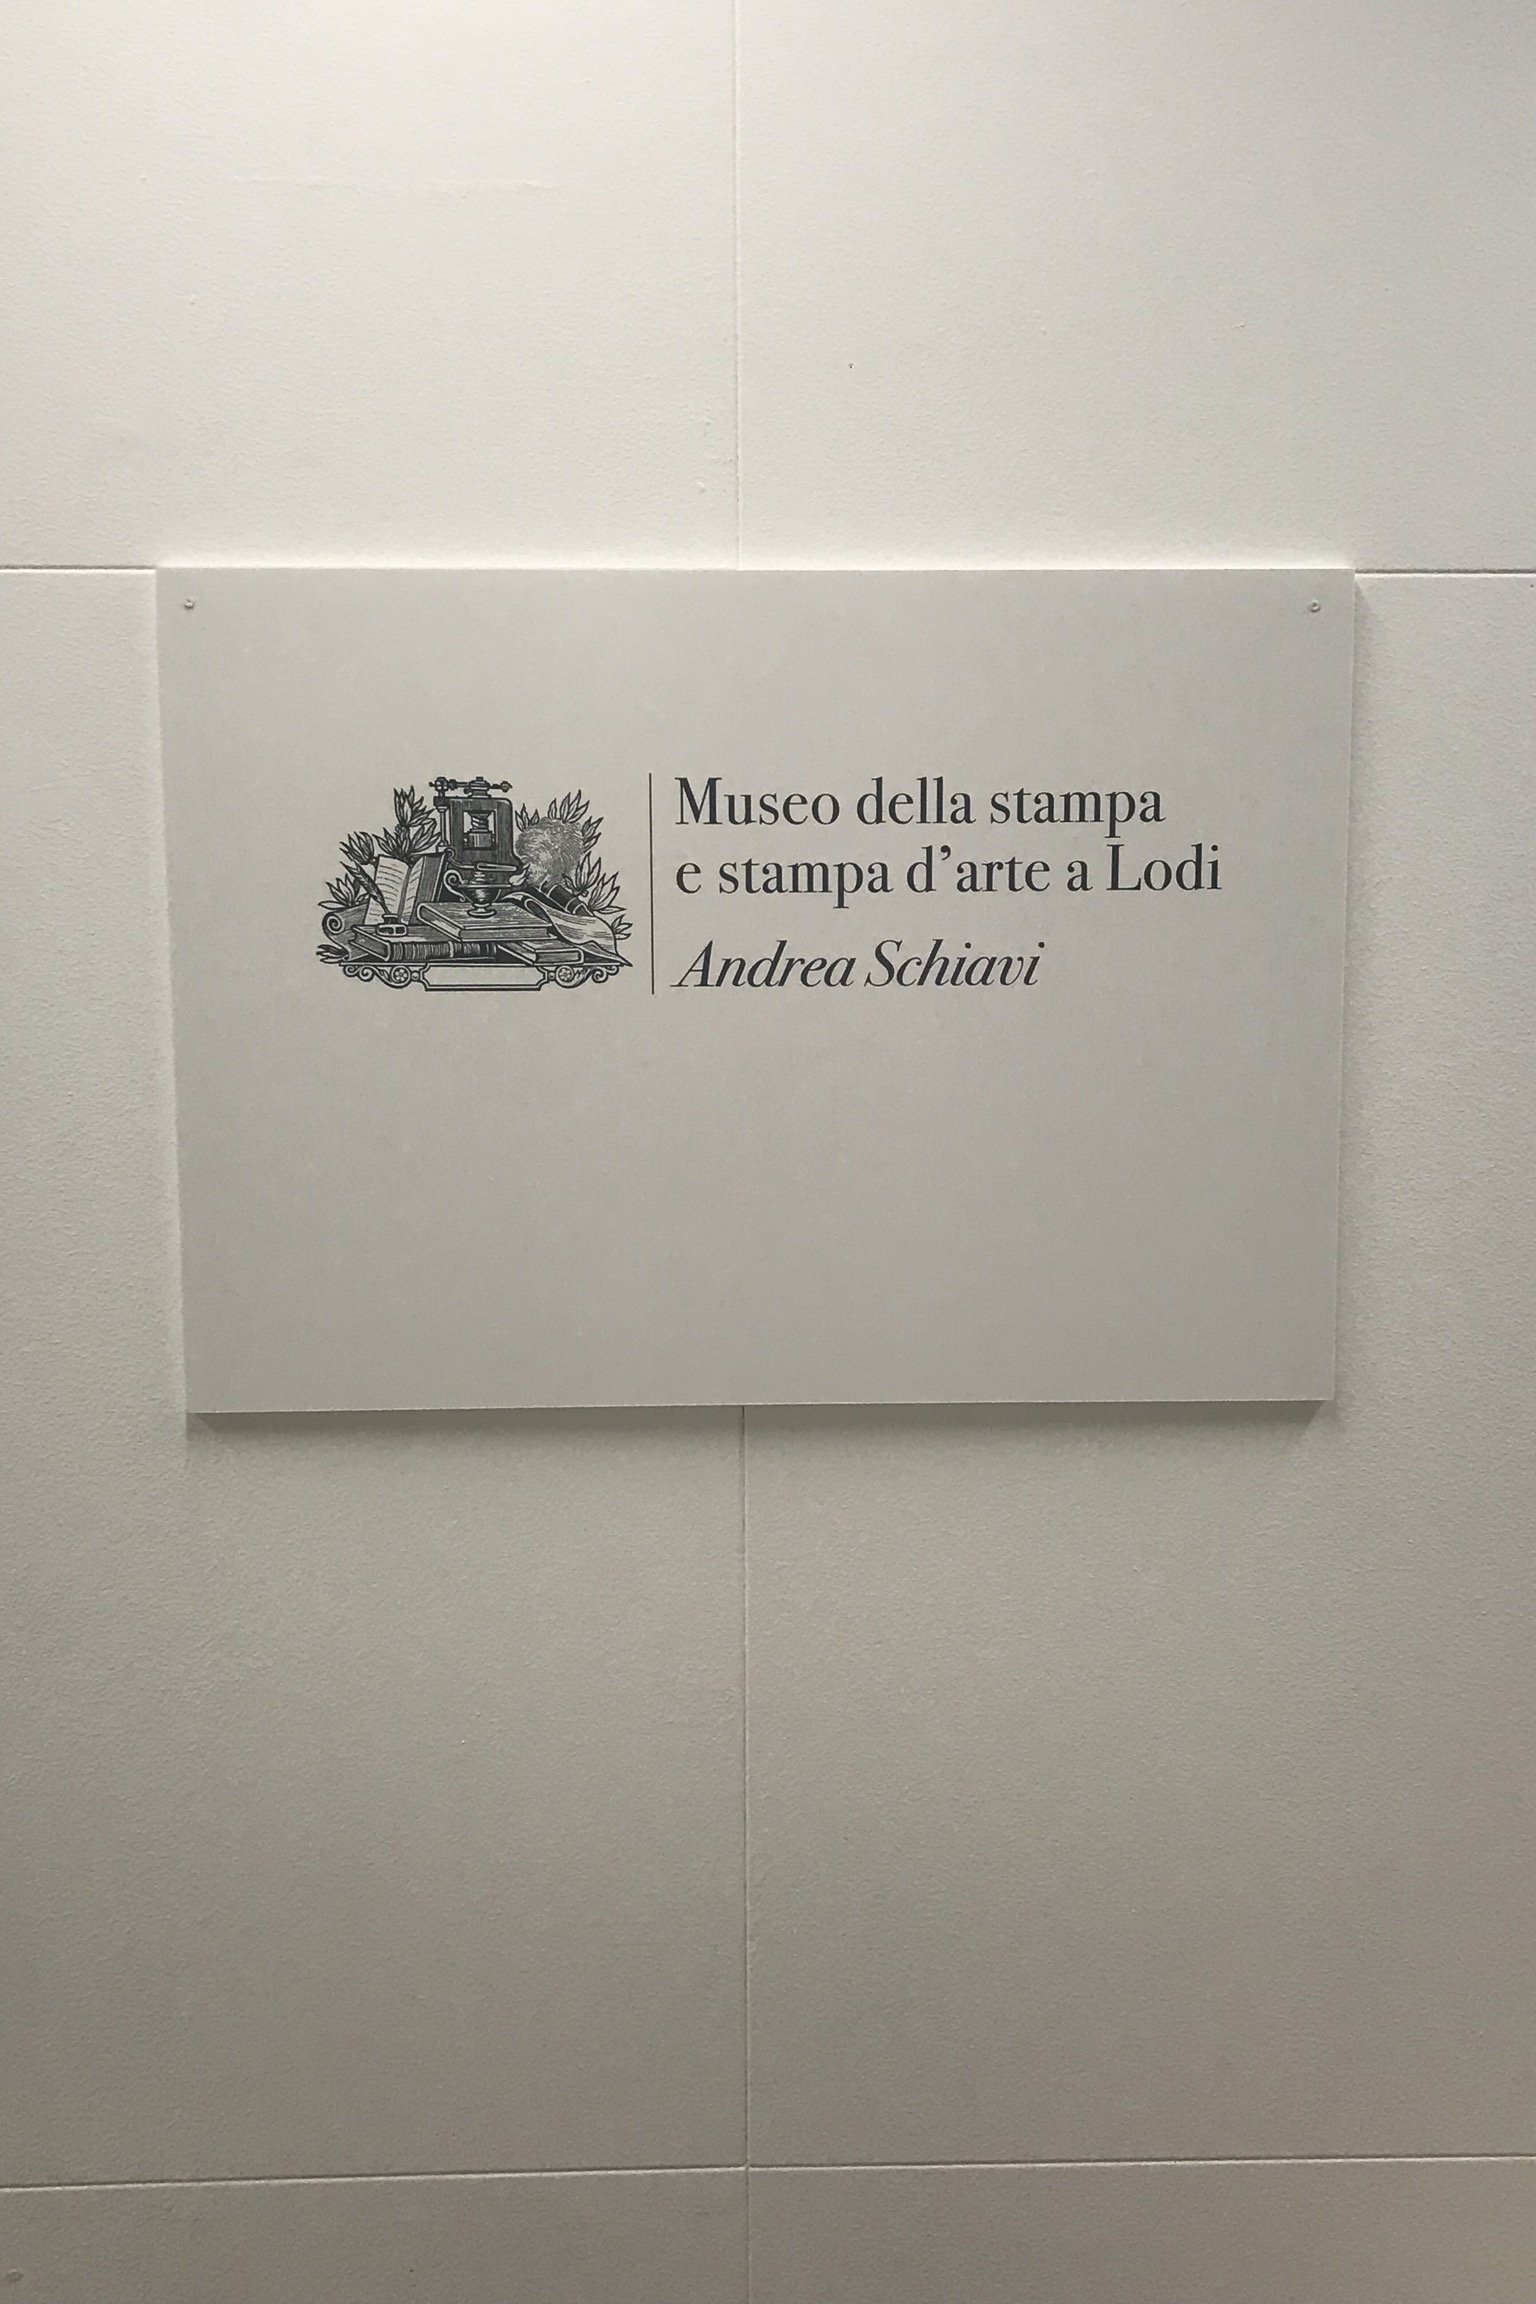 Museo della stampa
e stampa d’arte a Lodi
Andrea Schiavi